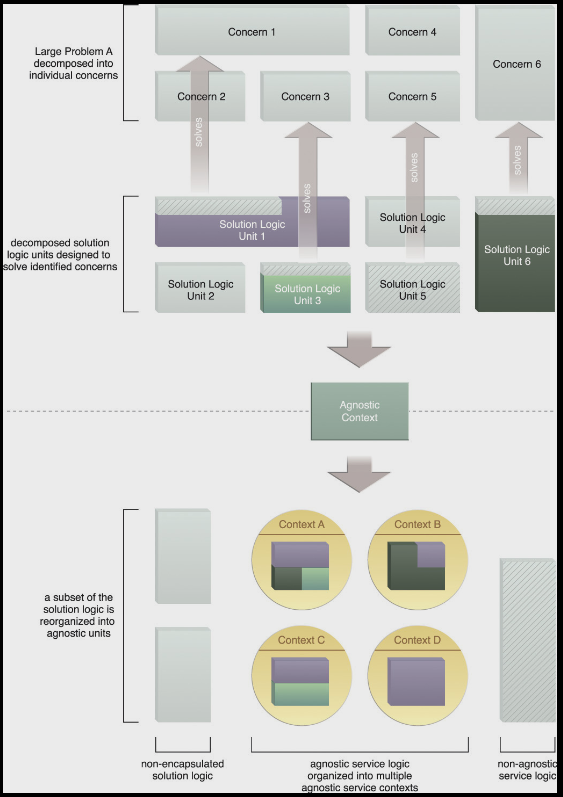 Large Problem A
decomposed into
individual concerns
Concern 1
Concern 4
Concern 6
Concern 2
Concern 3
Concern 5
solves
solves
solves
solves
decomposed solution
logic units designed to
solve identified concerns
Solution Logic
Unit 1
Solution Logic
Unit 4
Solution Logic
Unit 6
Solution Logic
Unit 2
Solution Logic
Unit 3
Solution Logic
Unit 5
Agnostic
Context
a subset of the
solution logic is
reorganized into
agnostic units
Context A
Context B
Context C
Context D
non-encapsulated
solution logic
agnostic service logic
organized into multiple
agnostic service contexts
non-agnostic
service logic